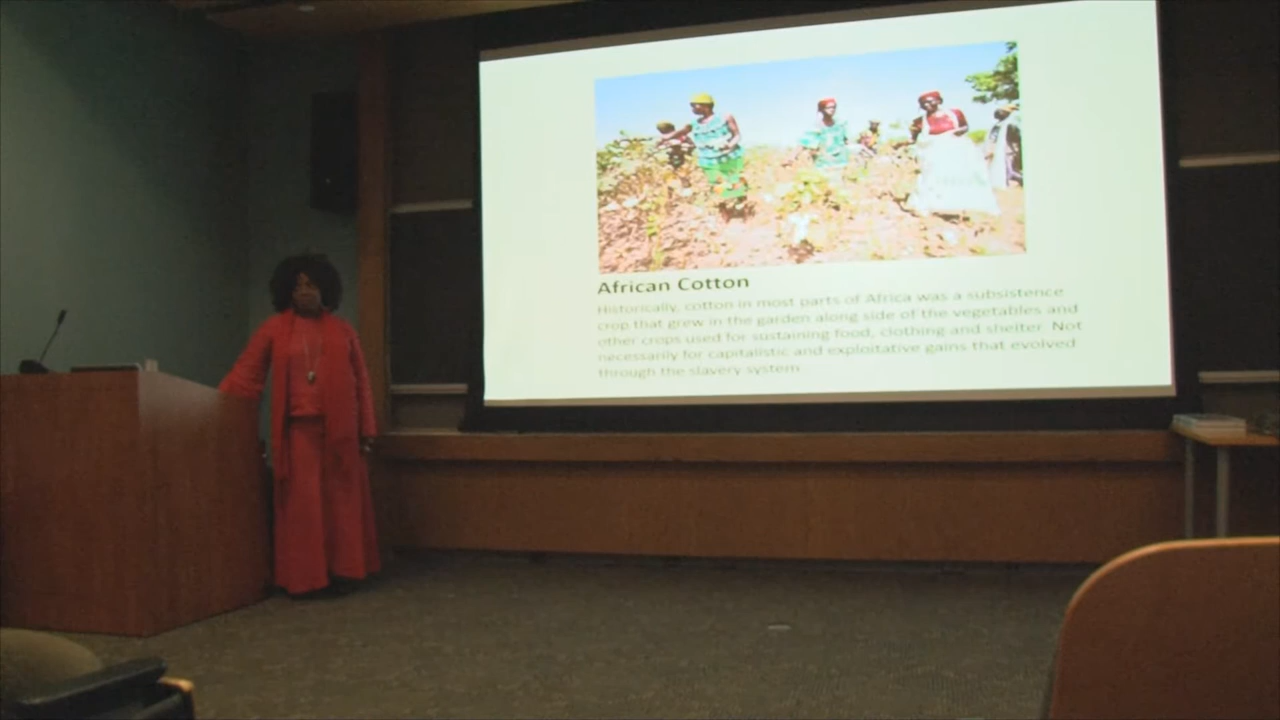 African Cotton
Historically, cotton in most parts of Africa was a subsistence
crop that grew in the garden along side of the vegetables and
other crops used for sustaining food, clothing and shelter. Not
necessarily for capitalistic and exploitative gains that evolved
through the slavery system